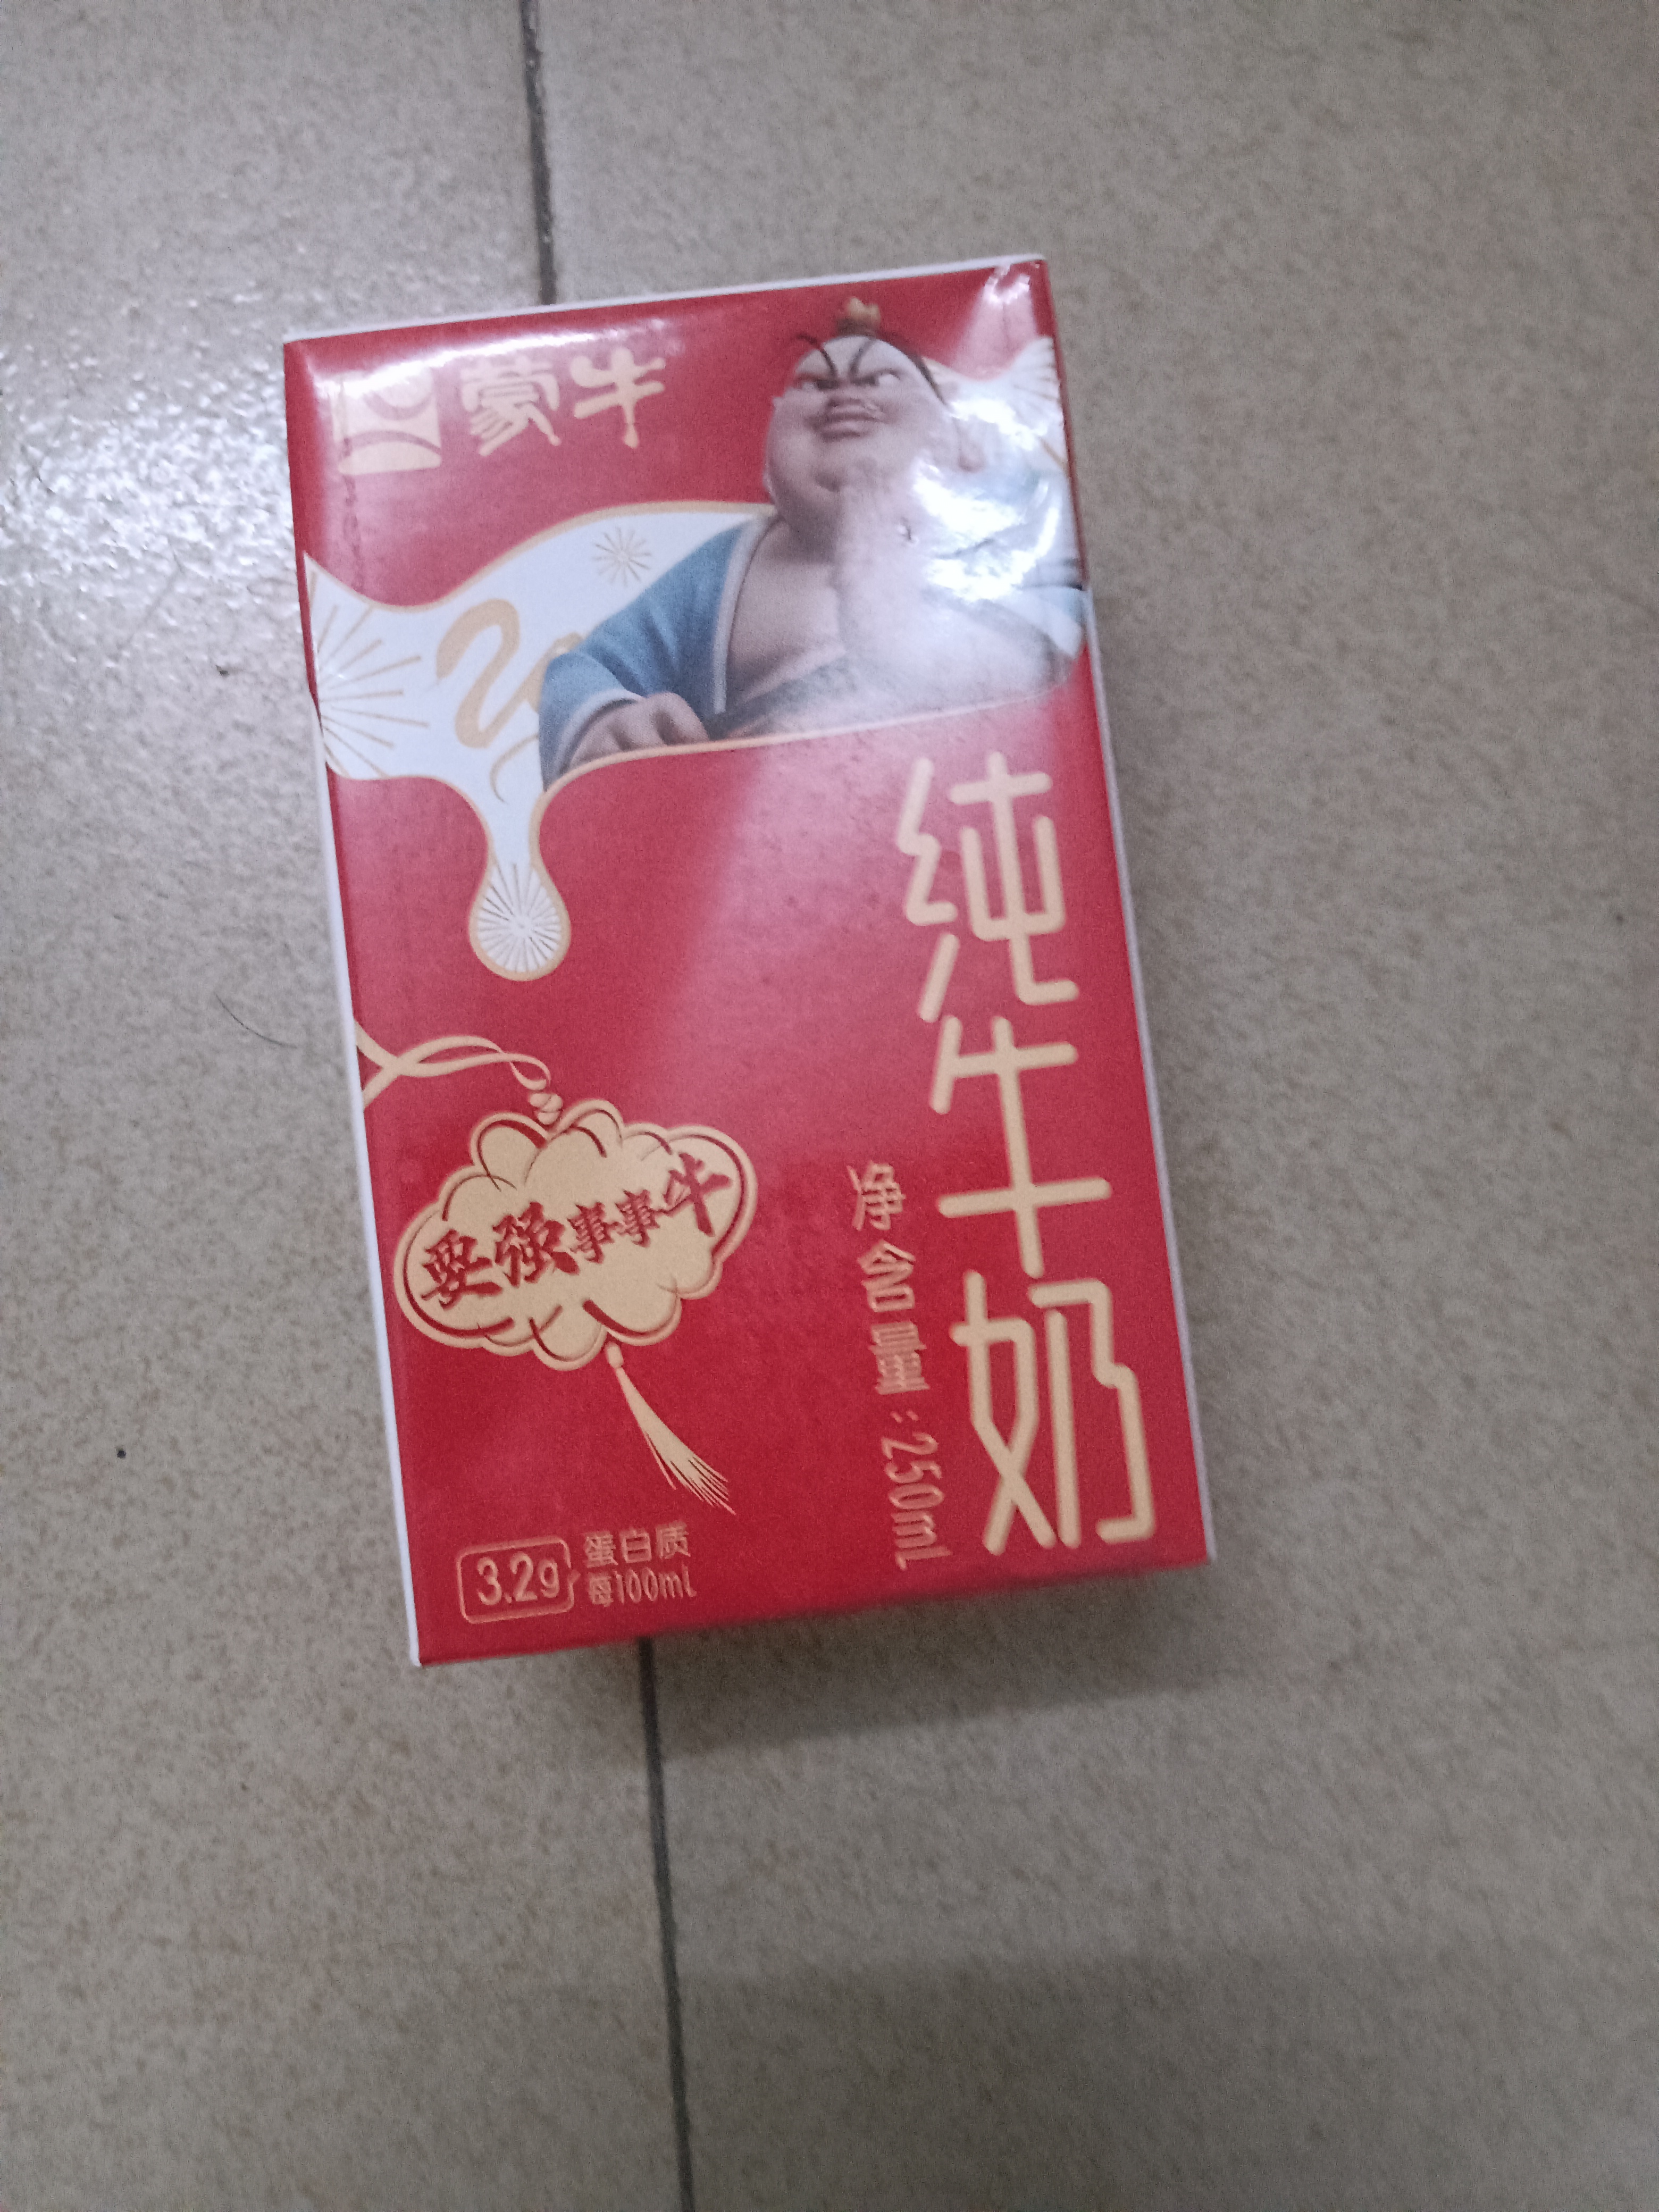 蒙牛
纯牛奶
净含量:250mL
要强事事牛
3.2g 蛋白质
每100mL